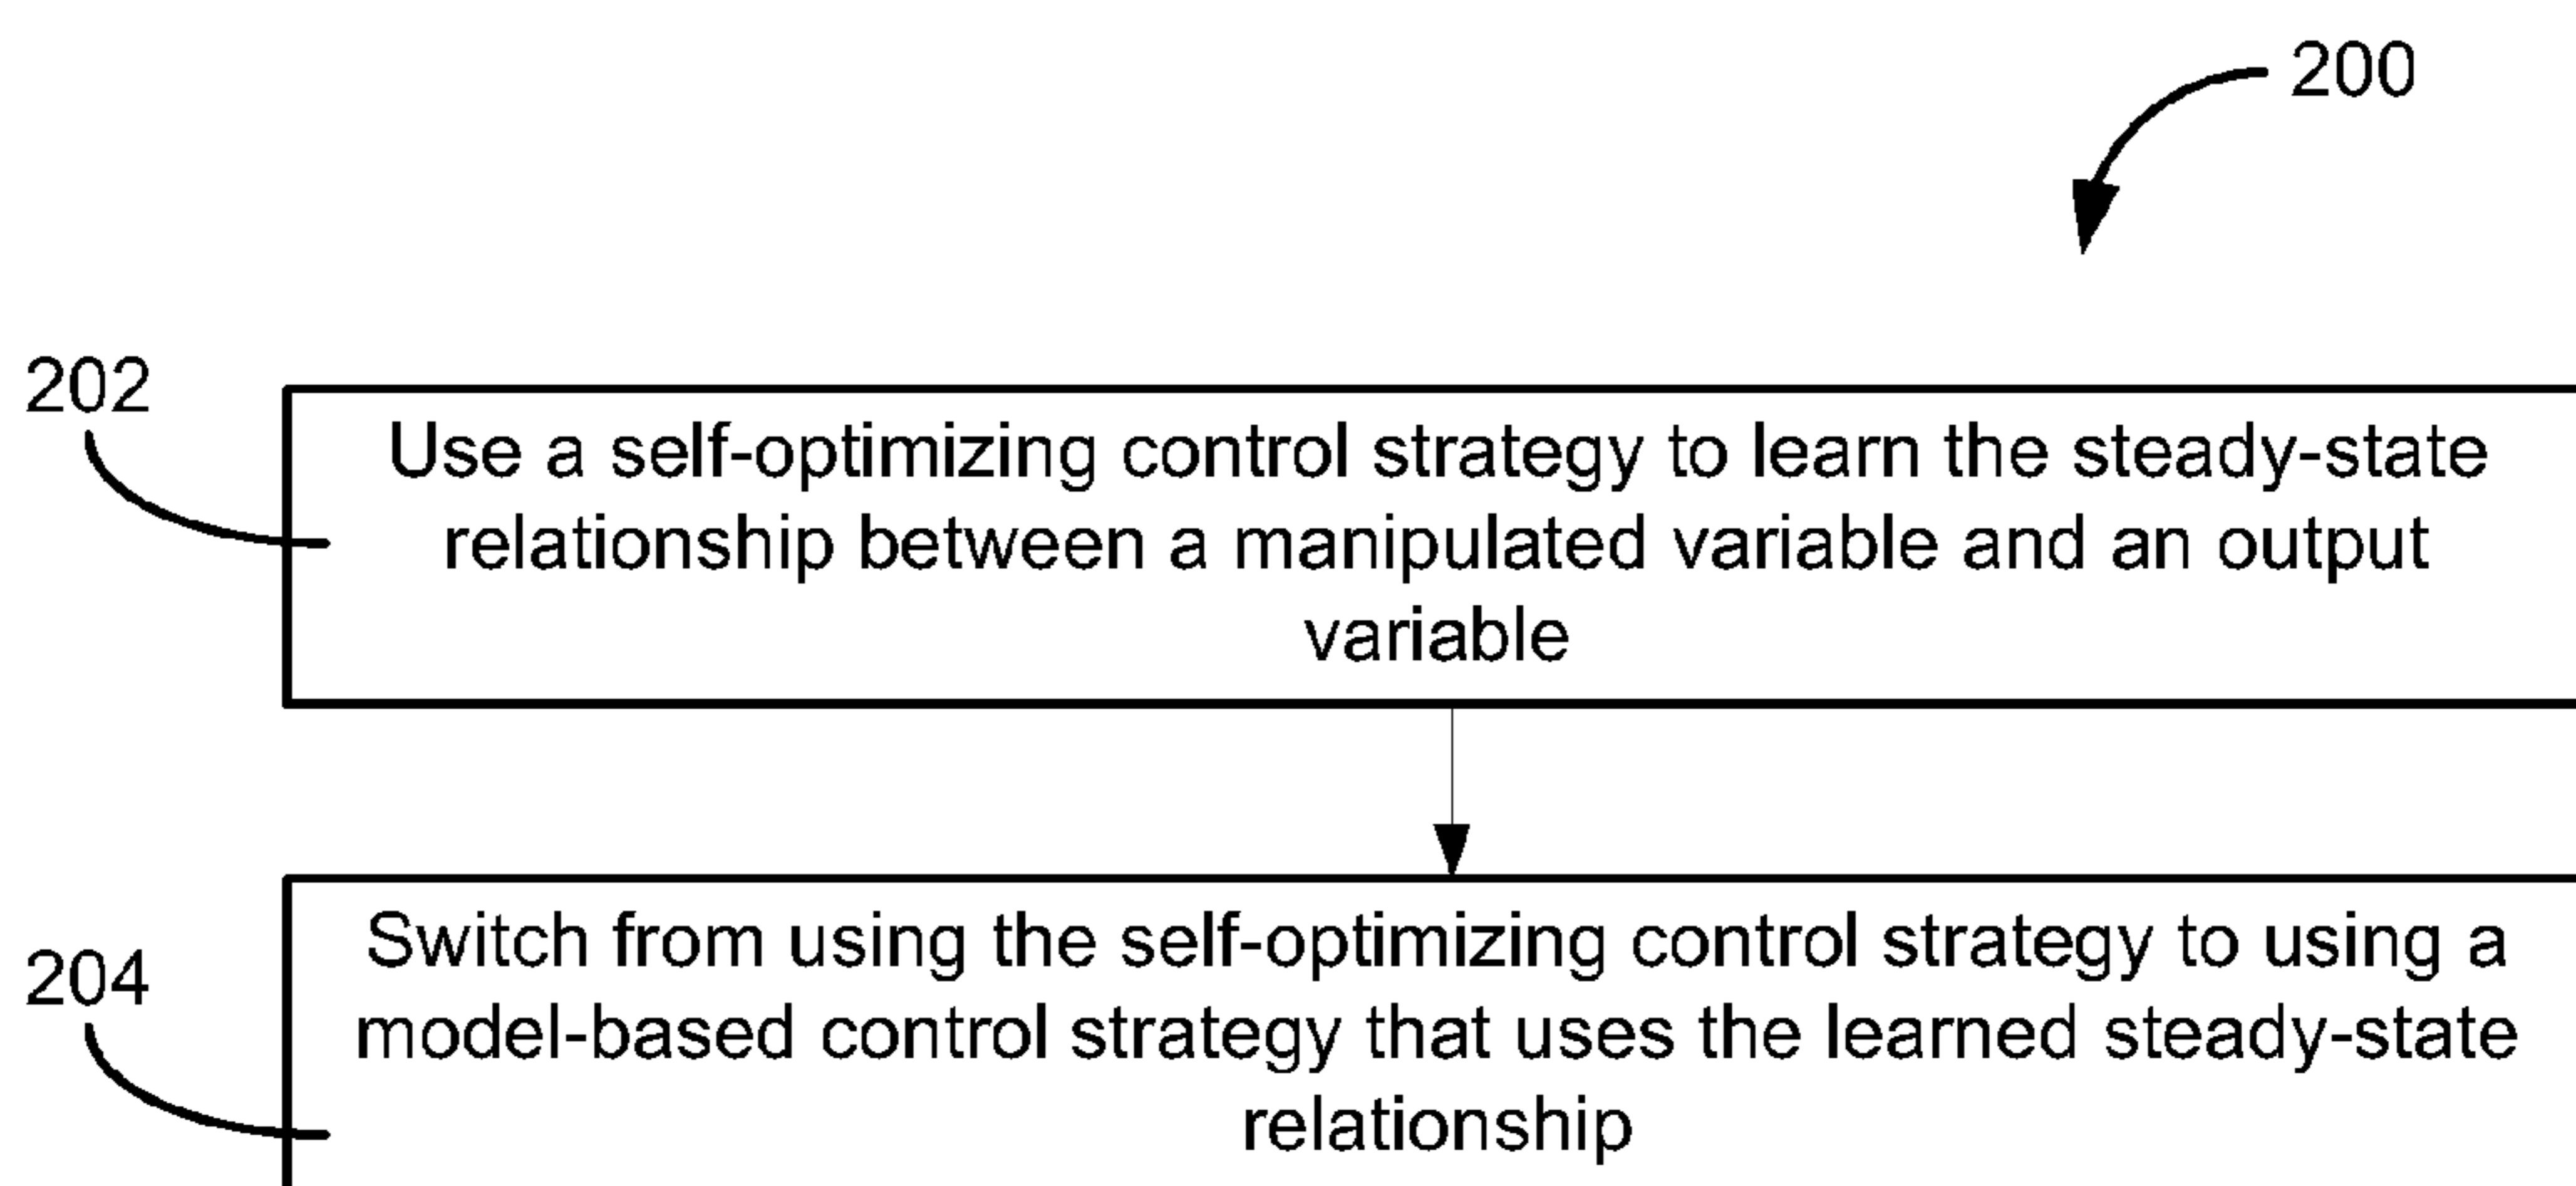 200
202
Use a self-optimizing control strategy to learn the steady-state
relationship between a manipulated variable and an output
variable
204
Switch from using the self-optimizing control strategy to using a
model-based control strategy that uses the learned steady-state
relationship